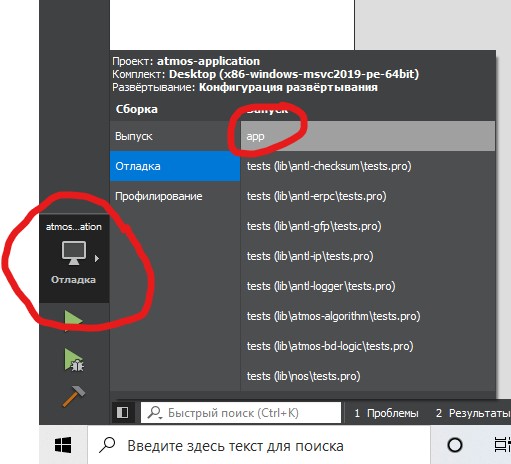 Проект: atmos-application
Комплект: Desktop (x86-windows-msvc2019-pe-64bit)
Развёртывание: Конфигурация развёртывания
Сборка
Выпуск
Отладка
Профилирование
Запуск
app
tests (lib\antl-checksum\tests.pro)
tests (lib\antl-erpc\tests.pro)
tests (lib\antl-gfp\tests.pro)
tests (lib\antl-ip\tests.pro)
tests (lib\antl-logger\tests.pro)
tests (lib\atmos-algorithm\tests.pro)
tests (lib\atmos-bd-logic\tests.pro)
tests (lib\nos\tests.pro)
atmos...ation
Отладка
Быстрый поиск (Ctrl+K)
1 Проблемы
2 Результаты
Введите здесь текст для поиска